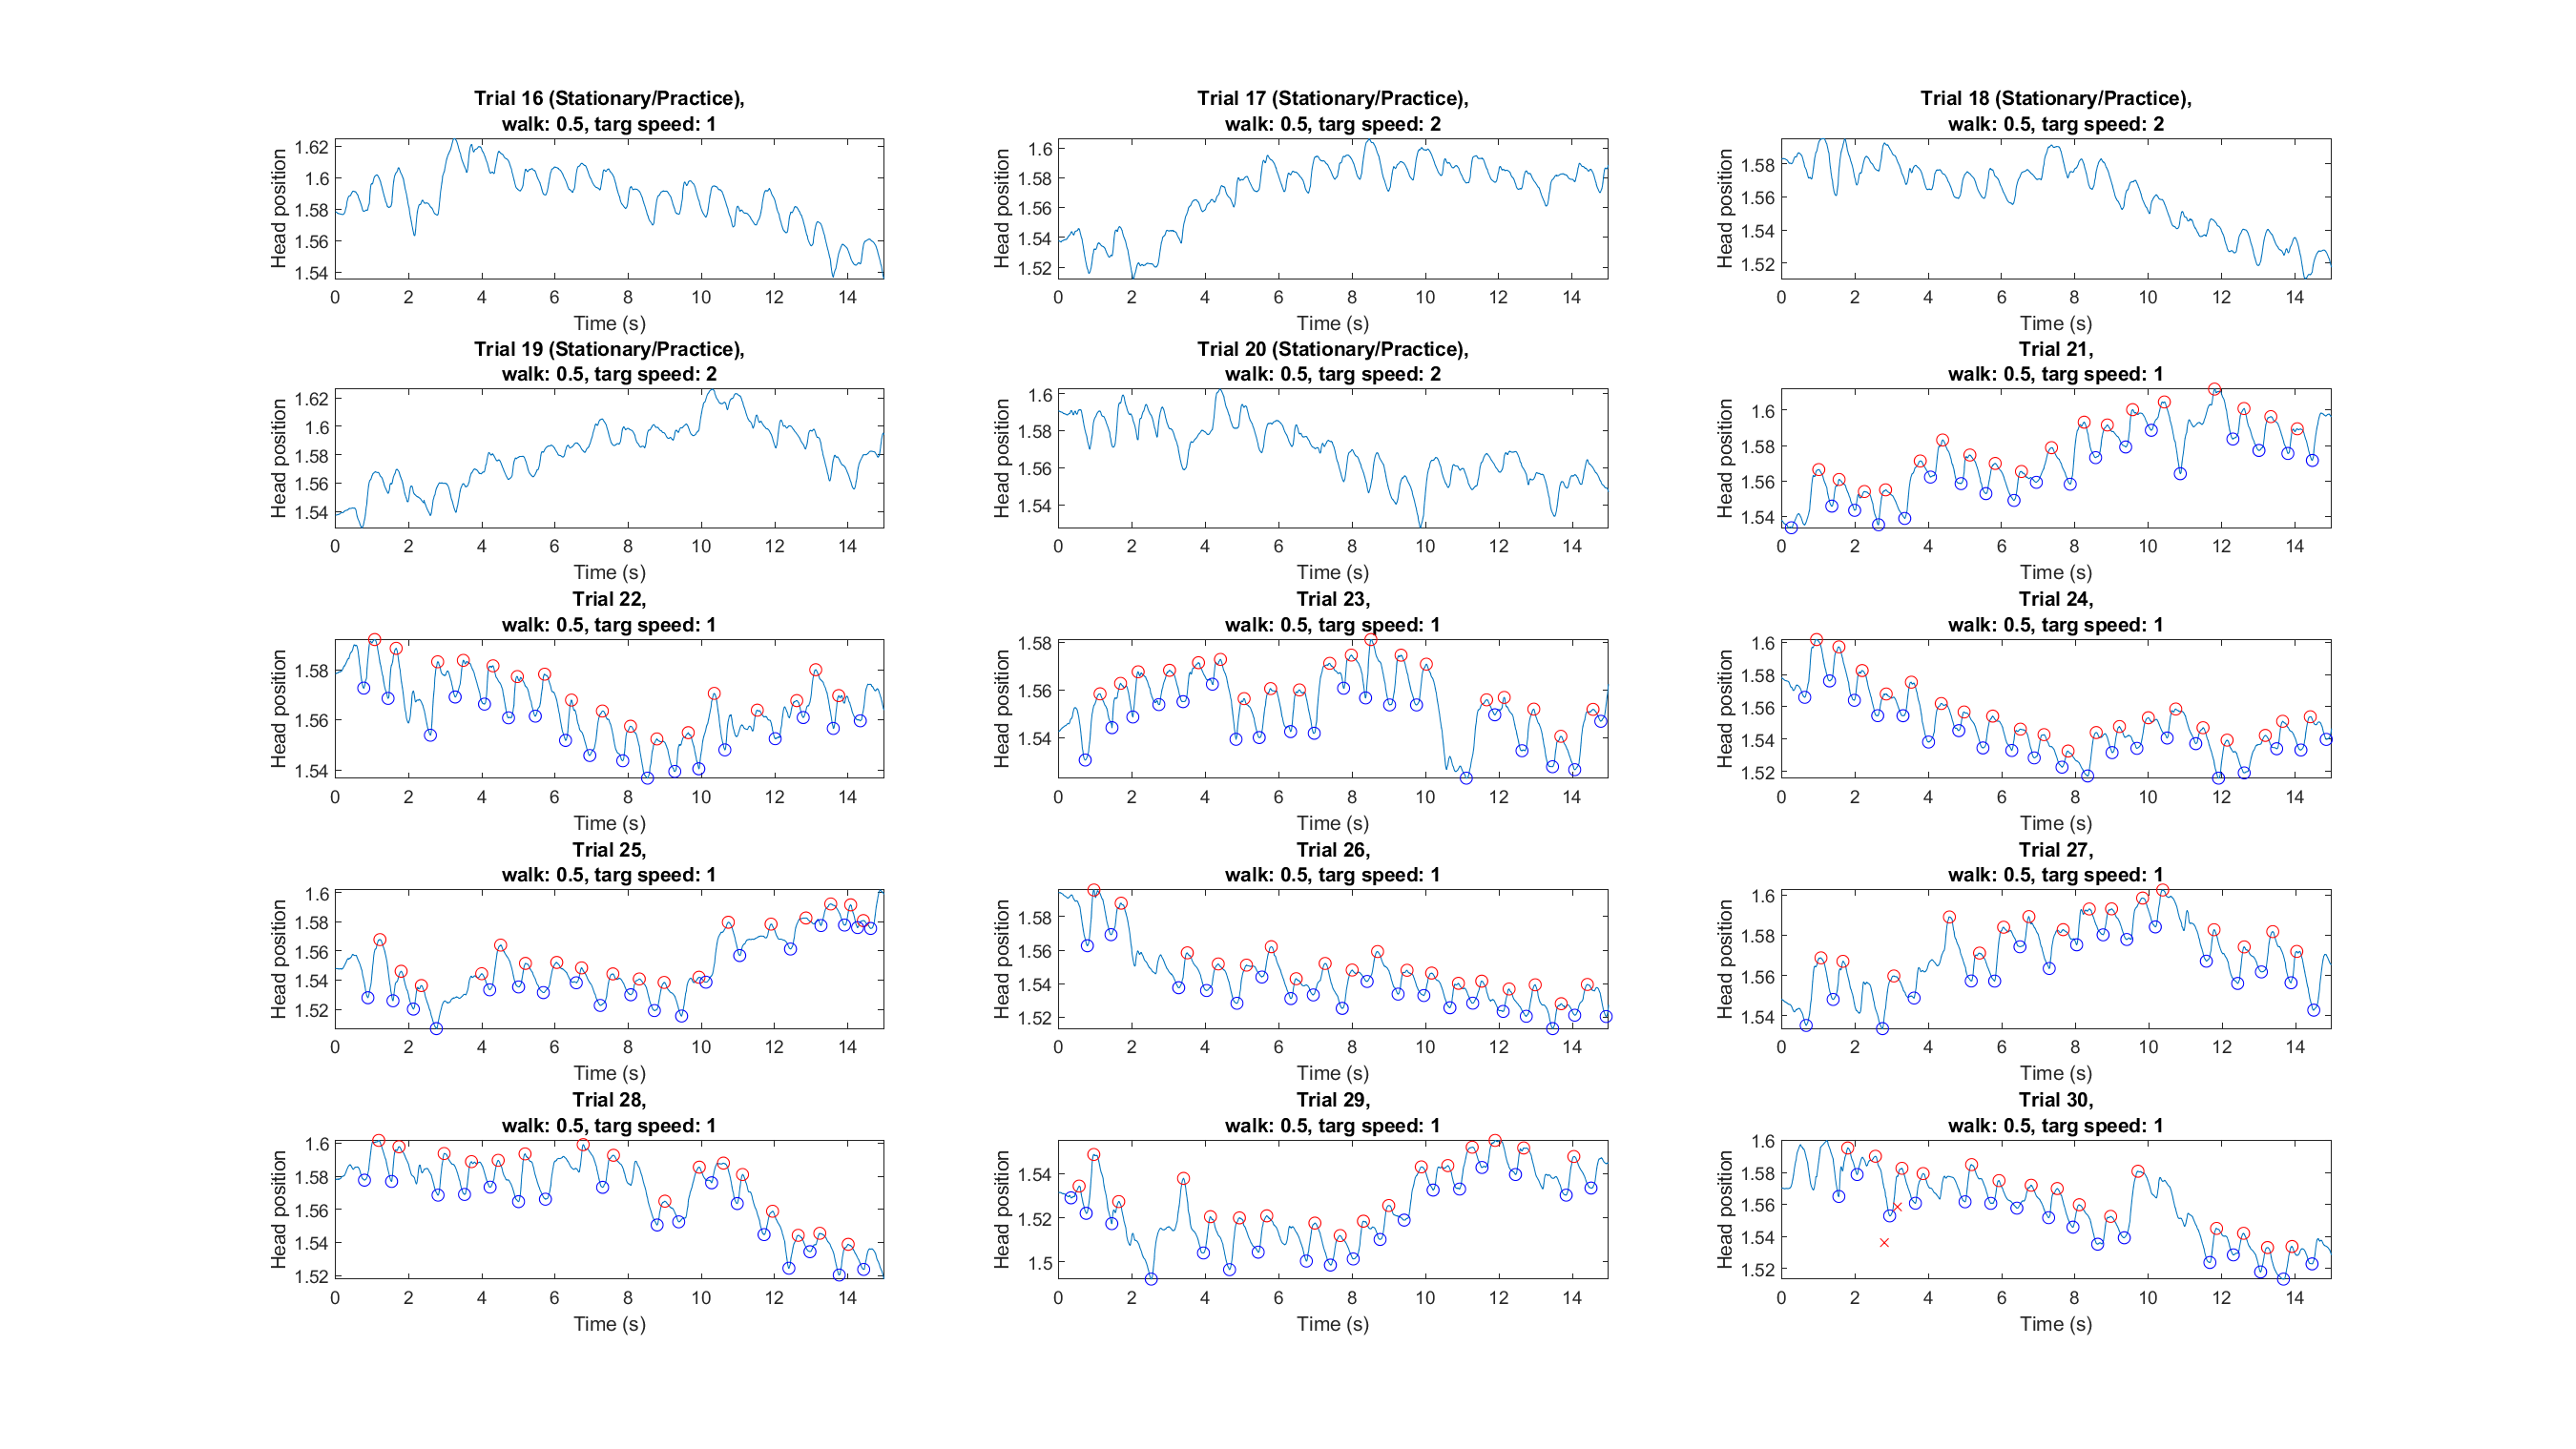 Trial 16 (Stationary/Practice),
walk: 0.5, targ speed: 1
Head position
1.62
1.6
1.58
1.56
1.54
0 2 4 6 8 10 12 14
Time (s)
Trial 17 (Stationary/Practice),
walk: 0.5, targ speed: 2
Head position
1.6
1.58
1.56
1.54
1.52
0 2 4 6 8 10 12 14
Time (s)
Trial 18 (Stationary/Practice),
walk: 0.5, targ speed: 2
Head position
1.58
1.56
1.54
1.52
0 2 4 6 8 10 12 14
Time (s)
Trial 19 (Stationary/Practice),
walk: 0.5, targ speed: 2
Head position
1.62
1.6
1.58
1.56
1.54
0 2 4 6 8 10 12 14
Time (s)
Trial 20 (Stationary/Practice),
walk: 0.5, targ speed: 2
Head position
1.6
1.58
1.56
1.54
0 2 4 6 8 10 12 14
Time (s)
Trial 21,
walk: 0.5, targ speed: 1
Head position
1.6
1.58
1.56
1.54
0 2 4 6 8 10 12 14
Time (s)
Trial 22,
walk: 0.5, targ speed: 1
Head position
1.58
1.56
1.54
0 2 4 6 8 10 12 14
Time (s)
Trial 23,
walk: 0.5, targ speed: 1
Head position
1.58
1.56
1.54
0 2 4 6 8 10 12 14
Time (s)
Trial 24,
walk: 0.5, targ speed: 1
Head position
1.6
1.58
1.56
1.54
1.52
0 2 4 6 8 10 12 14
Time (s)
Trial 25,
walk: 0.5, targ speed: 1
Head position
1.6
1.58
1.56
1.54
1.52
0 2 4 6 8 10 12 14
Time (s)
Trial 26,
walk: 0.5, targ speed: 1
Head position
1.58
1.56
1.54
1.52
0 2 4 6 8 10 12 14
Time (s)
Trial 27,
walk: 0.5, targ speed: 1
Head position
1.6
1.58
1.56
1.54
0 2 4 6 8 10 12 14
Time (s)
Trial 28,
walk: 0.5, targ speed: 1
Head position
1.6
1.58
1.56
1.54
1.52
0 2 4 6 8 10 12 14
Time (s)
Trial 29,
walk: 0.5, targ speed: 1
Head position
1.54
1.52
1.5
0 2 4 6 8 10 12 14
Time (s)
Trial 30,
walk: 0.5, targ speed: 1
Head position
1.6
1.58
1.56
1.54
1.52
0 2 4 6 8 10 12 14
Time (s)